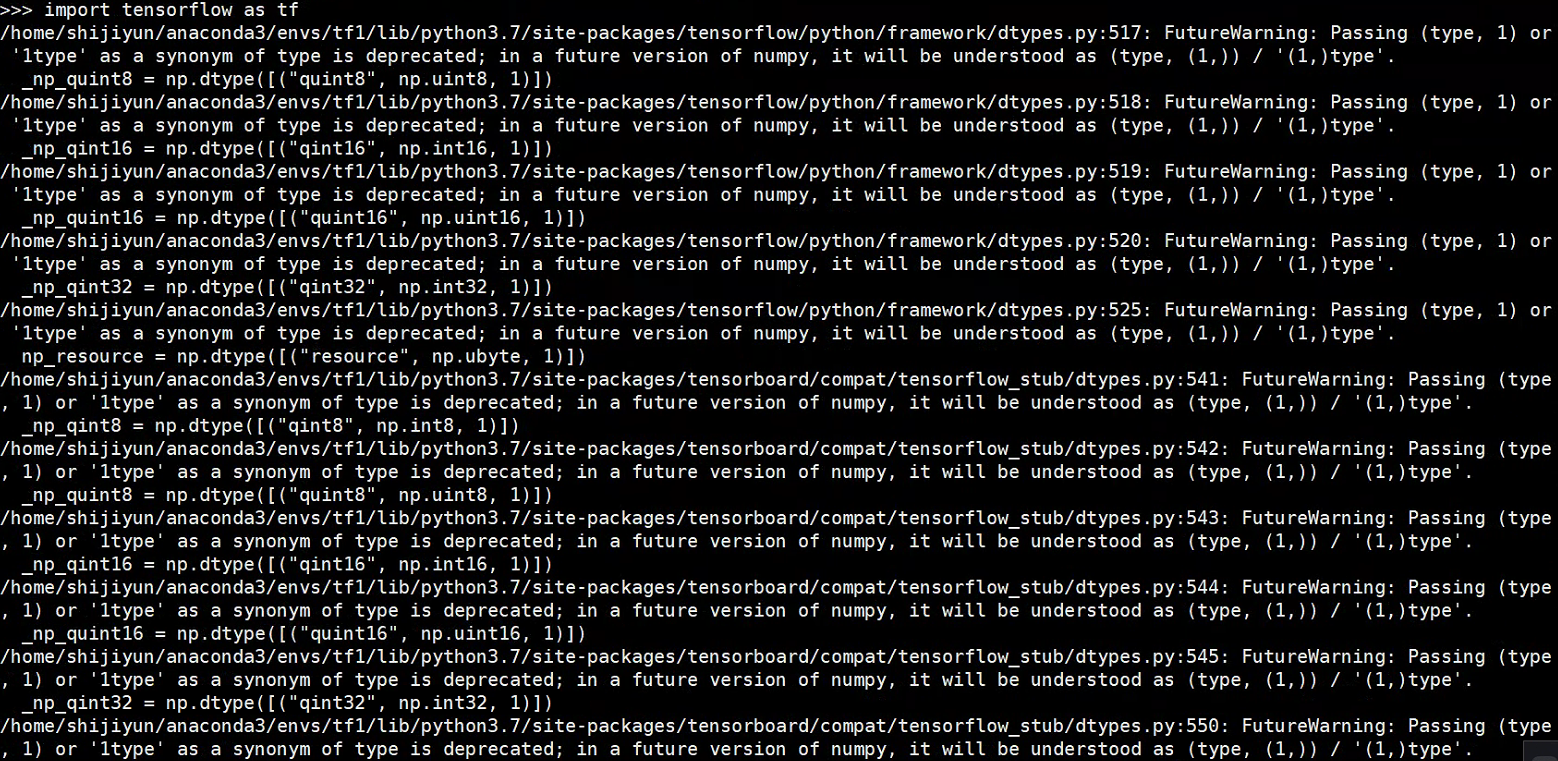 >>> import tensorflow as tf
/home/shijiyun/anaconda3/envs/tf1/lib/python3.7/site-packages/tensorflow/python/framework/dtypes.py:517: FutureWarning: Passing (type, 1) or
 '1type' as a synonym of type is deprecated; in a future version of numpy, it will be understood as (type, (1,)) / '(1,)type'.
  _np_quint8 = np.dtype([("quint8", np.uint8, 1)])
/home/shijiyun/anaconda3/envs/tf1/lib/python3.7/site-packages/tensorflow/python/framework/dtypes.py:518: FutureWarning: Passing (type, 1) or
 '1type' as a synonym of type is deprecated; in a future version of numpy, it will be understood as (type, (1,)) / '(1,)type'.
  _np_qint16 = np.dtype([("qint16", np.int16, 1)])
/home/shijiyun/anaconda3/envs/tf1/lib/python3.7/site-packages/tensorflow/python/framework/dtypes.py:519: FutureWarning: Passing (type, 1) or
 '1type' as a synonym of type is deprecated; in a future version of numpy, it will be understood as (type, (1,)) / '(1,)type'.
  _np_quint16 = np.dtype([("quint16", np.uint16, 1)])
/home/shijiyun/anaconda3/envs/tf1/lib/python3.7/site-packages/tensorflow/python/framework/dtypes.py:520: FutureWarning: Passing (type, 1) or
 '1type' as a synonym of type is deprecated; in a future version of numpy, it will be understood as (type, (1,)) / '(1,)type'.
  _np_qint32 = np.dtype([("qint32", np.int32, 1)])
/home/shijiyun/anaconda3/envs/tf1/lib/python3.7/site-packages/tensorflow/python/framework/dtypes.py:525: FutureWarning: Passing (type, 1) or
 '1type' as a synonym of type is deprecated; in a future version of numpy, it will be understood as (type, (1,)) / '(1,)type'.
  np_resource = np.dtype([("resource", np.ubyte, 1)])
/home/shijiyun/anaconda3/envs/tf1/lib/python3.7/site-packages/tensorboard/compat/tensorflow_stub/dtypes.py:541: FutureWarning: Passing (type
, 1) or '1type' as a synonym of type is deprecated; in a future version of numpy, it will be understood as (type, (1,)) / '(1,)type'.
  _np_qint8 = np.dtype([("qint8", np.int8, 1)])
/home/shijiyun/anaconda3/envs/tf1/lib/python3.7/site-packages/tensorboard/compat/tensorflow_stub/dtypes.py:542: FutureWarning: Passing (type
, 1) or '1type' as a synonym of type is deprecated; in a future version of numpy, it will be understood as (type, (1,)) / '(1,)type'.
  _np_quint8 = np.dtype([("quint8", np.uint8, 1)])
/home/shijiyun/anaconda3/envs/tf1/lib/python3.7/site-packages/tensorboard/compat/tensorflow_stub/dtypes.py:543: FutureWarning: Passing (type
, 1) or '1type' as a synonym of type is deprecated; in a future version of numpy, it will be understood as (type, (1,)) / '(1,)type'.
  _np_qint16 = np.dtype([("qint16", np.int16, 1)])
/home/shijiyun/anaconda3/envs/tf1/lib/python3.7/site-packages/tensorboard/compat/tensorflow_stub/dtypes.py:544: FutureWarning: Passing (type
, 1) or '1type' as a synonym of type is deprecated; in a future version of numpy, it will be understood as (type, (1,)) / '(1,)type'.
  _np_quint16 = np.dtype([("quint16", np.uint16, 1)])
/home/shijiyun/anaconda3/envs/tf1/lib/python3.7/site-packages/tensorboard/compat/tensorflow_stub/dtypes.py:545: FutureWarning: Passing (type
, 1) or '1type' as a synonym of type is deprecated; in a future version of numpy, it will be understood as (type, (1,)) / '(1,)type'.
  _np_qint32 = np.dtype([("qint32", np.int32, 1)])
/home/shijiyun/anaconda3/envs/tf1/lib/python3.7/site-packages/tensorboard/compat/tensorflow_stub/dtypes.py:550: FutureWarning: Passing (type
, 1) or '1type' as a synonym of type is deprecated; in a future version of numpy, it will be understood as (type, (1,)) / '(1,)type'.